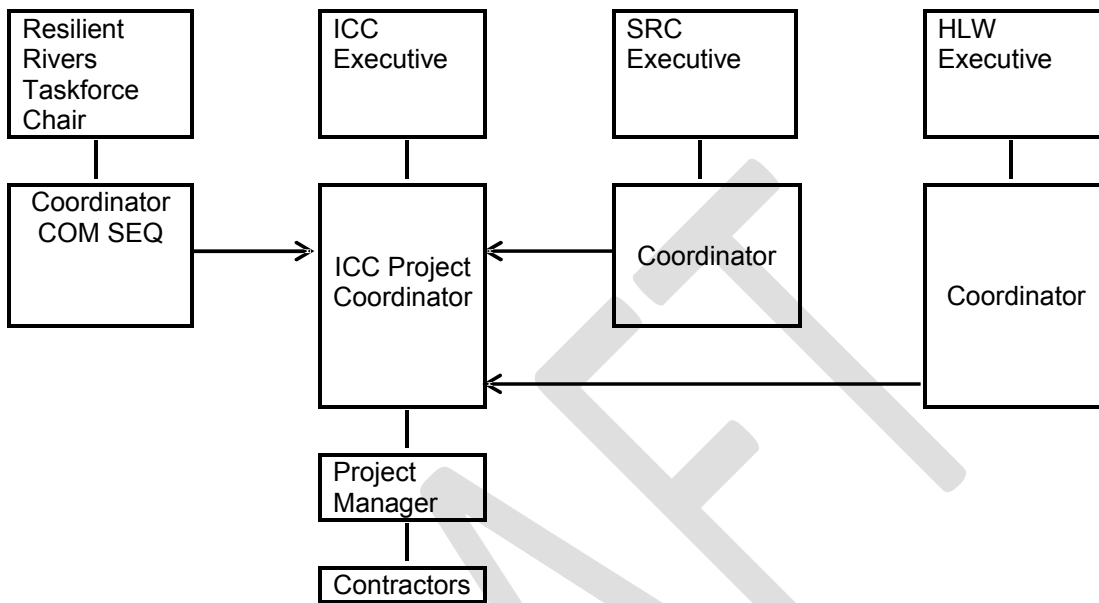 Resilient
Rivers
Taskforce
Chair
ICC
Executive
SRC
Executive
HLW
Executive
Coordinator
COM SEQ
ICC Project
Coordinator
Coordinator
Coordinator
Project
Manager
Contractors